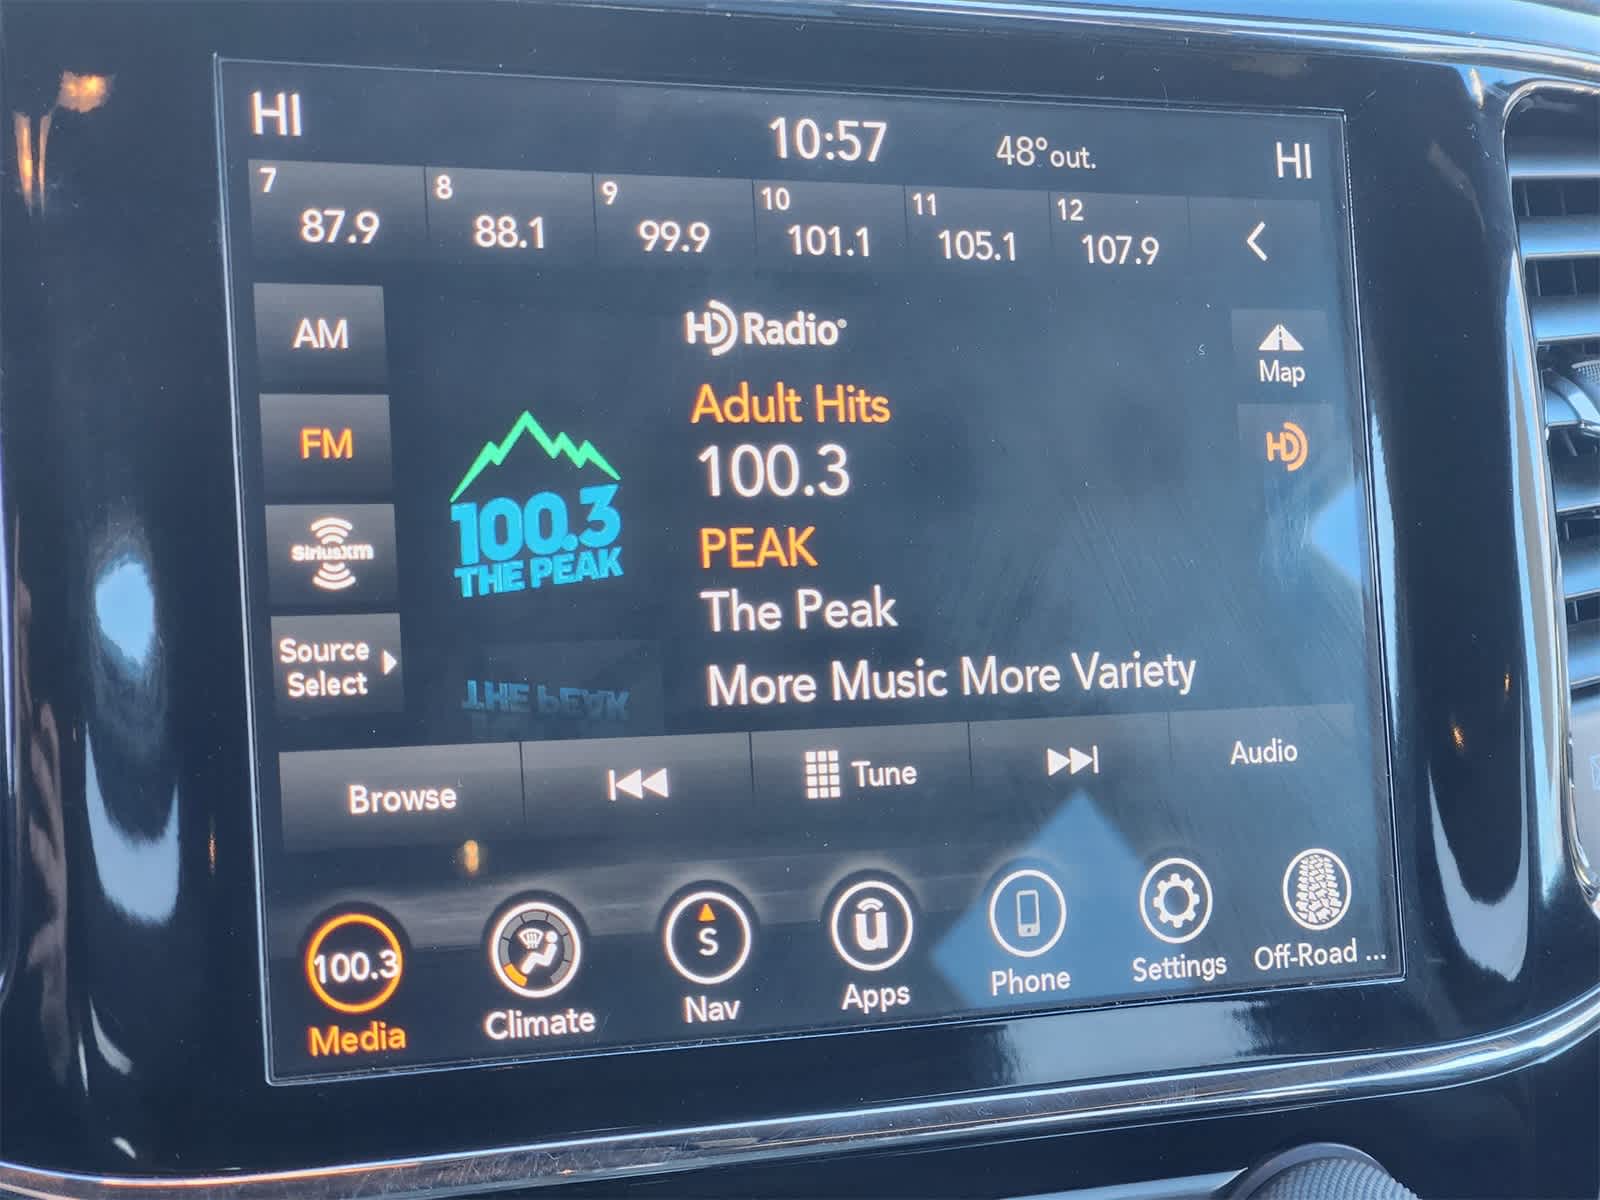 HI
10:57
48° out.
HI
7
87.9
8
88.1
9
99.9
10
101.1
11
105.1
12
107.9
AM
FM
SiriusXM
Source
Select
100.3
THE PEAK
HD Radio®
Adult Hits
100.3
PEAK
The Peak
More Music More Variety
Map
HD
THE PEAK
Browse
Tune
Audio
100.3
Media
Climate
S
Nav
u
Apps
Phone
Settings
Off-Road ...